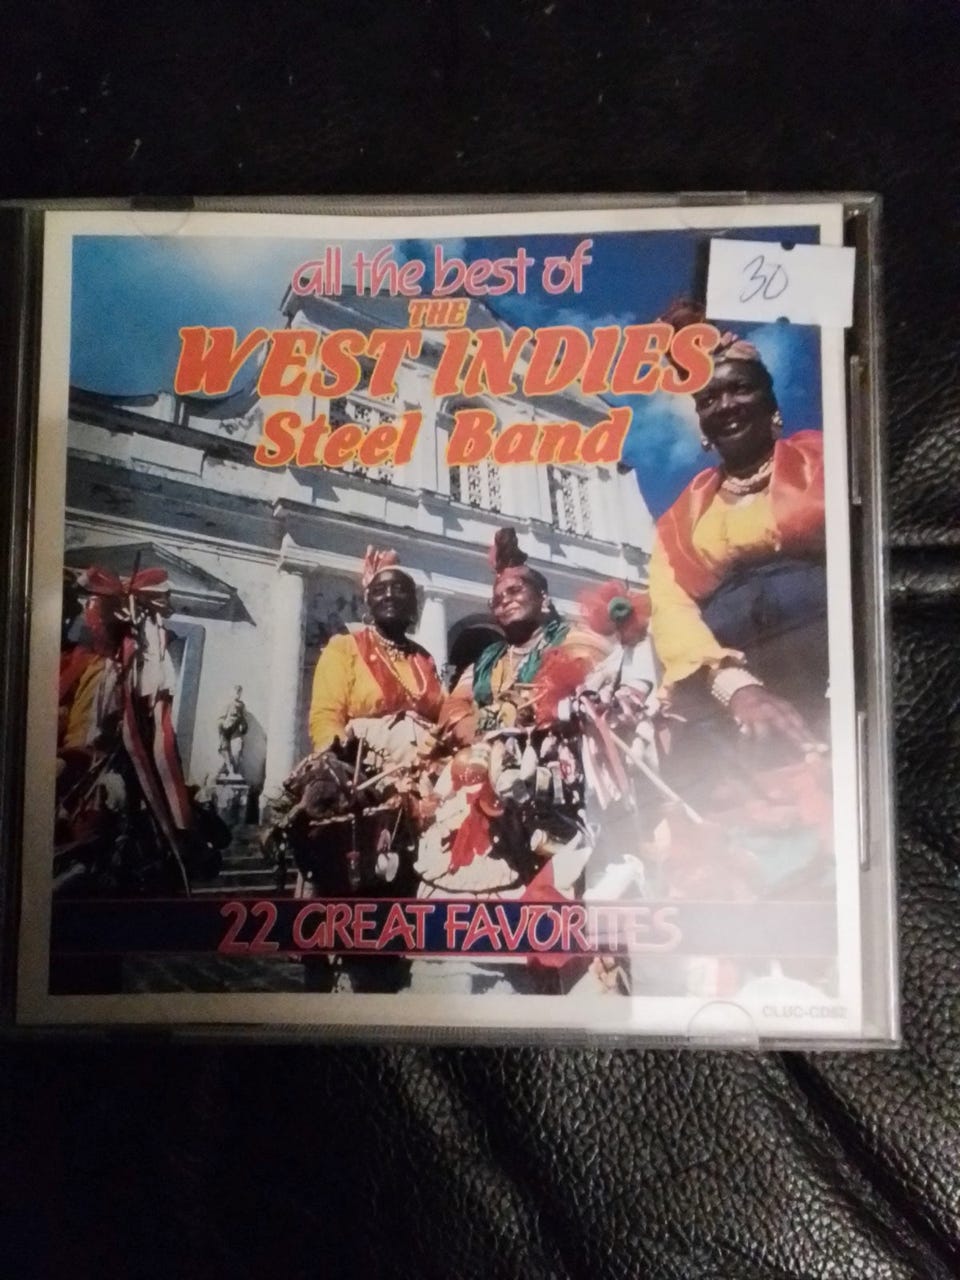 all the best of
30
THE
WEST INDIES
Steel Band
22 GREAT FAVORITES